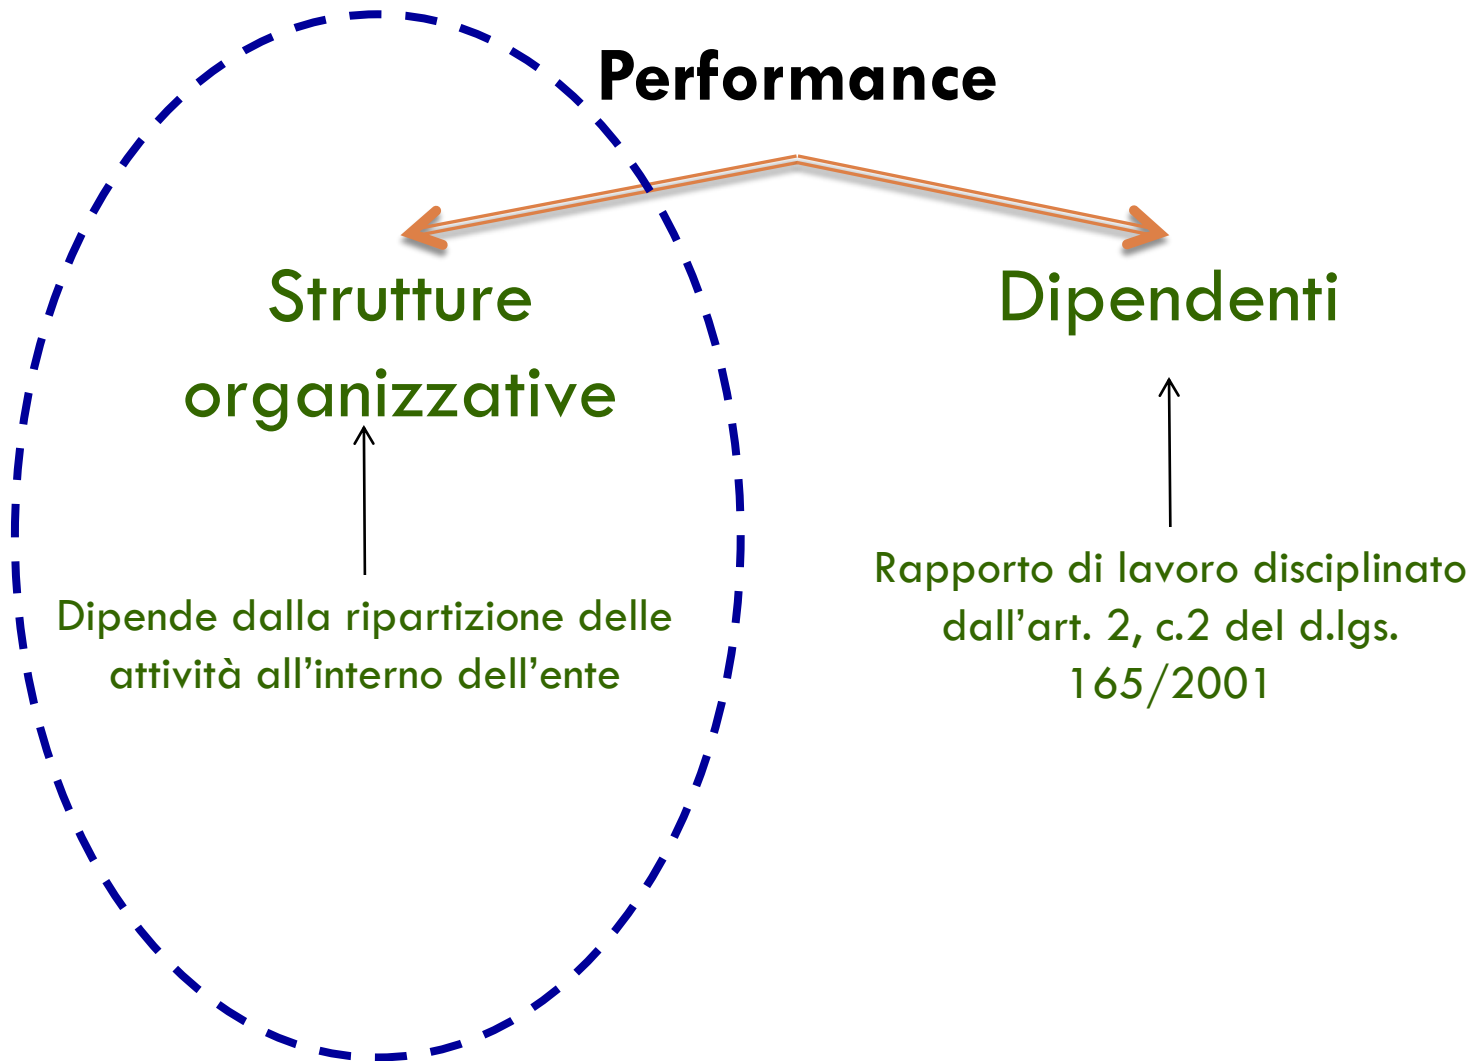 Performance
Strutture
organizzative
Dipendenti
Dipende dalla ripartizione delle
attività all’interno dell’ente
Rapporto di lavoro disciplinato
dall’art. 2, c.2 del d.lgs.
165/2001